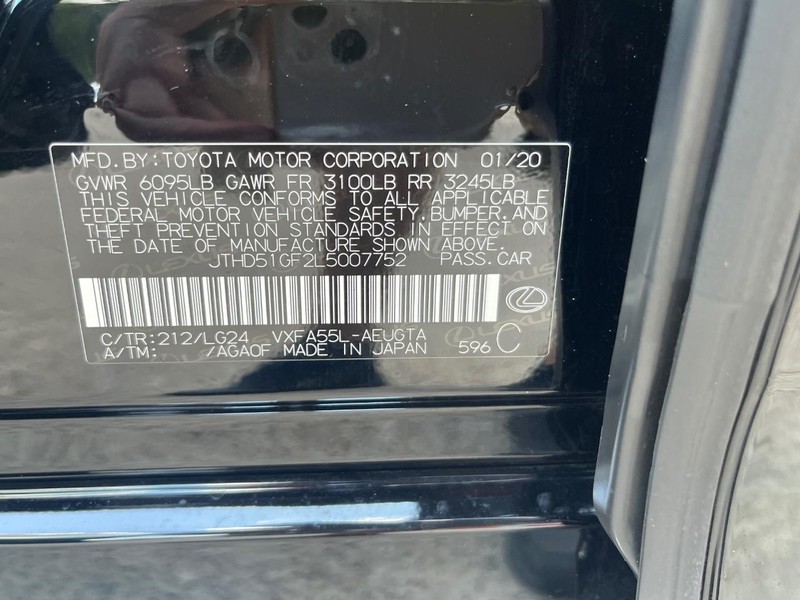 MFD.BY:TOYOTA MOTOR CORPORATION 01/20
GVWR 6095LB GAWR FR 3100LB RR 3245LB
THIS VEHICLE CONFORMS TO ALL APPLICABLE
FEDERAL MOTOR VEHICLE SAFETY,BUMPER,AND
THEFT PREVENTION STANDARDS IN EFFECT ON
THE DATE OF MANUFACTURE SHOWN ABOVE.
JTHD51GF2L5007752 PASS.CAR
C/TR:212/LG24 VXFA55L-AEUGTA
A/TM: /AGA0F MADE IN JAPAN 596 C